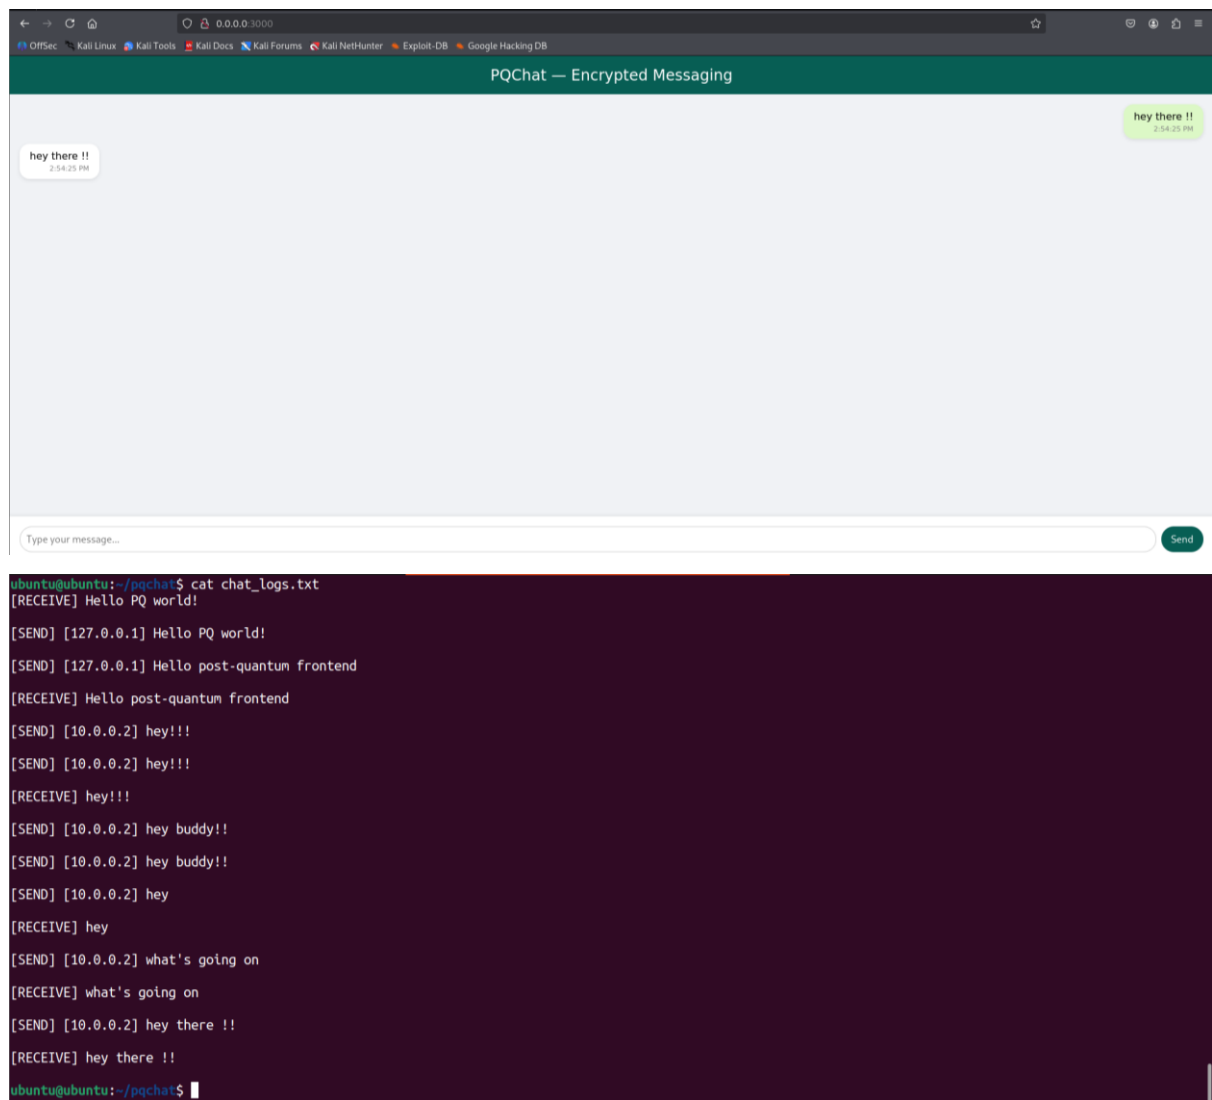 0.0.0.0:3000
OffSec Kali Linux Kali Tools Kali Docs Kali Forums Kali NetHunter Exploit-DB Google Hacking DB
PQChat — Encrypted Messaging
hey there !!
2:54:25 PM
hey there !!
2:54:25 PM
Type your message...
Send
ubuntu@ubuntu:~/pqchat$ cat chat_logs.txt
[RECEIVE] Hello PQ world!
[SEND] [127.0.0.1] Hello PQ world!
[SEND] [127.0.0.1] Hello post-quantum frontend
[RECEIVE] Hello post-quantum frontend
[SEND] [10.0.0.2] hey!!!
[SEND] [10.0.0.2] hey!!!
[RECEIVE] hey!!!
[SEND] [10.0.0.2] hey buddy!!
[SEND] [10.0.0.2] hey buddy!!
[SEND] [10.0.0.2] hey
[RECEIVE] hey
[SEND] [10.0.0.2] what's going on
[RECEIVE] what's going on
[SEND] [10.0.0.2] hey there !!
[RECEIVE] hey there !!
ubuntu@ubuntu:~/pqchat$